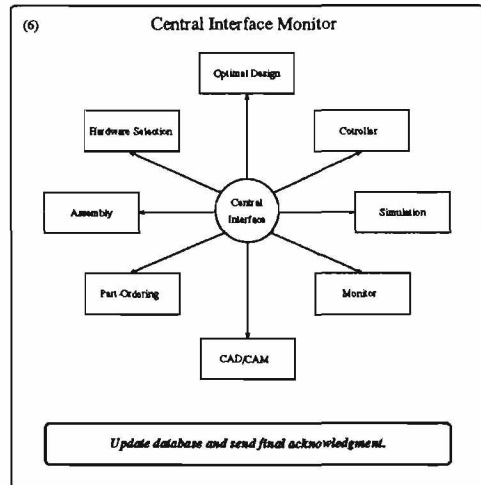 (6)
Central Interface Monitor
Optimal Design
Hardware Selection
Cotroller
Central
Interface
Assembly
Simulation
Part-Ordering
Monitor
CAD/CAM
Update database and send final acknowledgment.